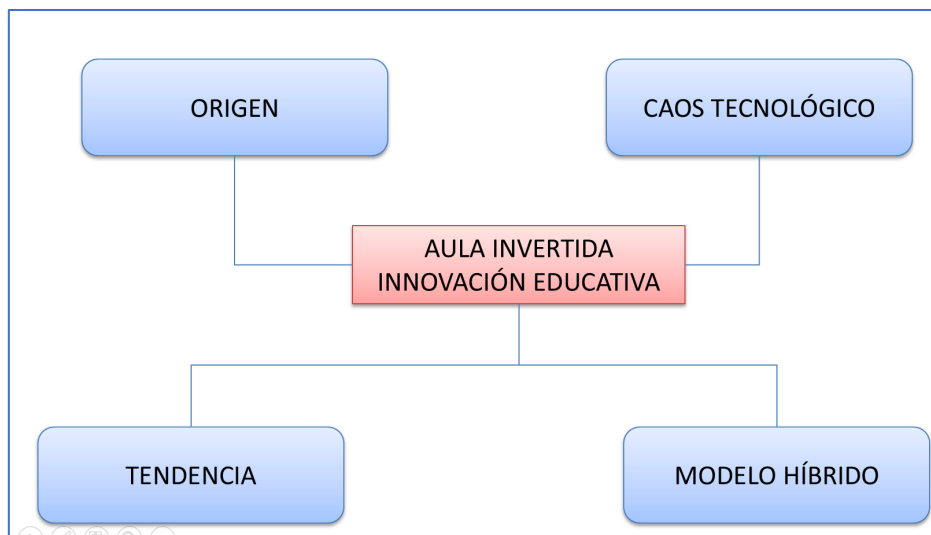 ORIGEN
CAOS TECNOLÓGICO
AULA INVERTIDA
INNOVACIÓN EDUCATIVA
TENDENCIA
MODELO HÍBRIDO